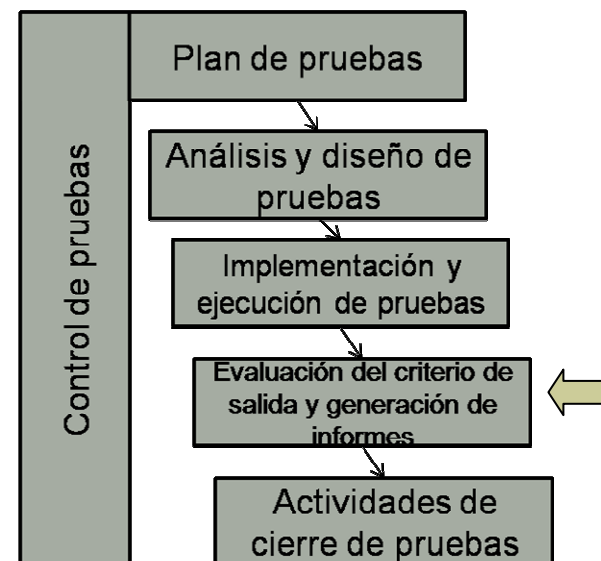 Control de pruebas
Plan de pruebas
Análisis y diseño de
pruebas
Implementación y
ejecución de pruebas
Evaluación del criterio de
salida y generación de
informes
Actividades de
cierre de pruebas